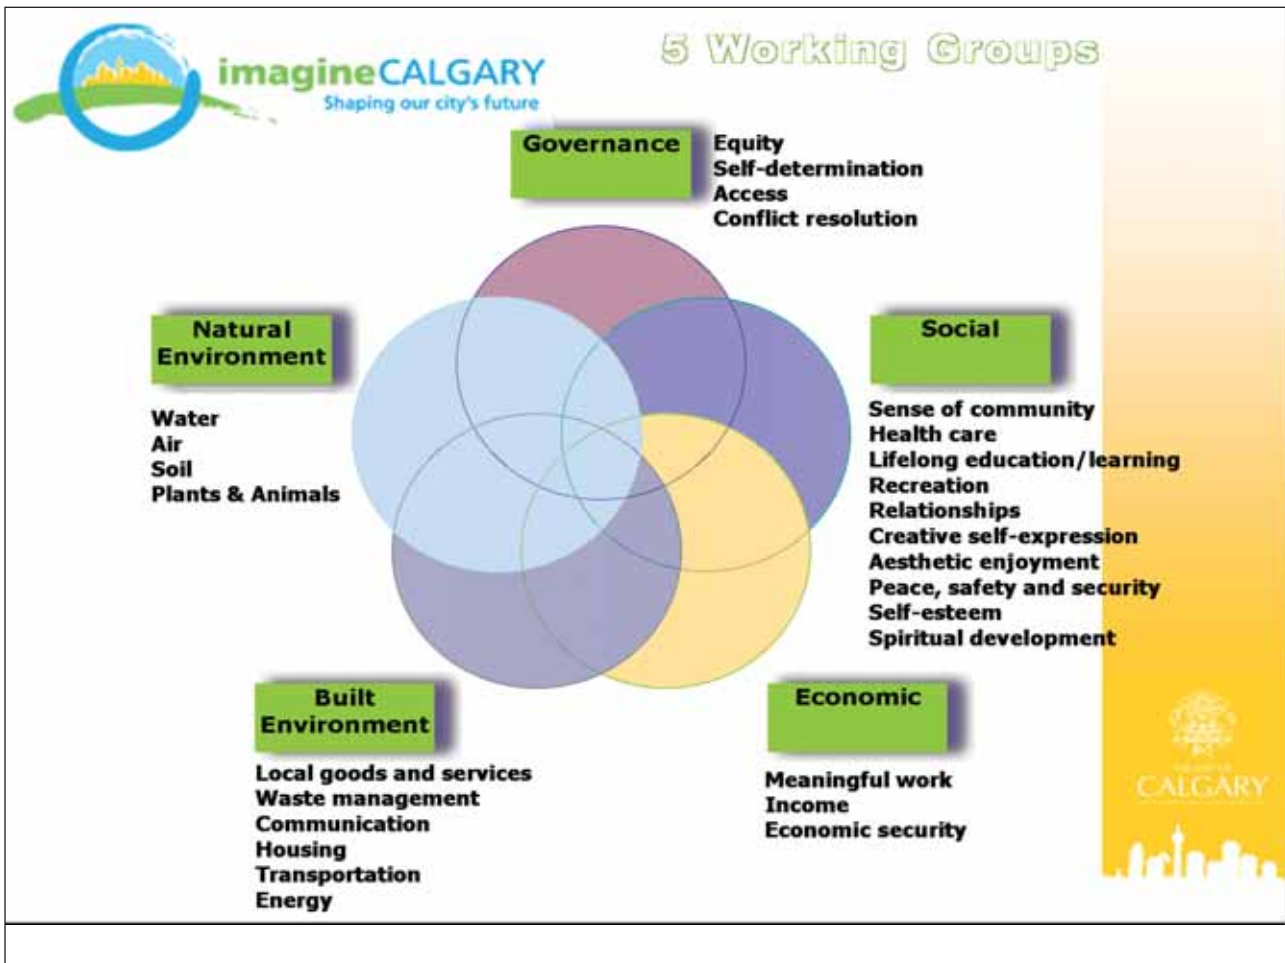 imagineCALGARY
Shaping our city's future
5 Working Groups
Governance
Equity
Self-determination
Access
Conflict resolution
Natural
Environment
Water
Air
Soil
Plants & Animals
Social
Sense of community
Health care
Lifelong education/learning
Recreation
Relationships
Creative self-expression
Aesthetic enjoyment
Peace, safety and security
Self-esteem
Spiritual development
Built
Environment
Local goods and services
Waste management
Communication
Housing
Transportation
Energy
Economic
Meaningful work
Income
Economic security
THE CITY OF
CALGARY